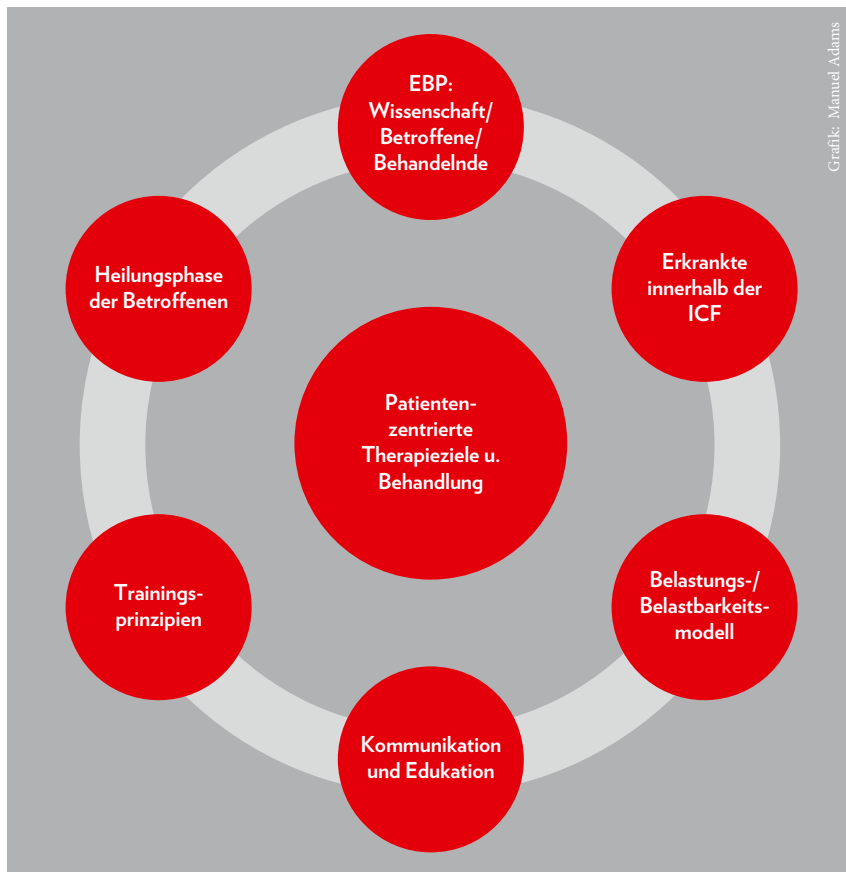 Grafik: Manuel Adams
EBP:
Wissenschaft/
Betroffene/
Behandelnde
Erkrankte
innerhalb der
ICF
Belastungs-/
Belastbarkeits-
modell
Kommunikation
und Edukation
Trainings-
prinzipien
Heilungsphase
der Betroffenen
Patienten-
zentrierte
Therapieziele u.
Behandlung